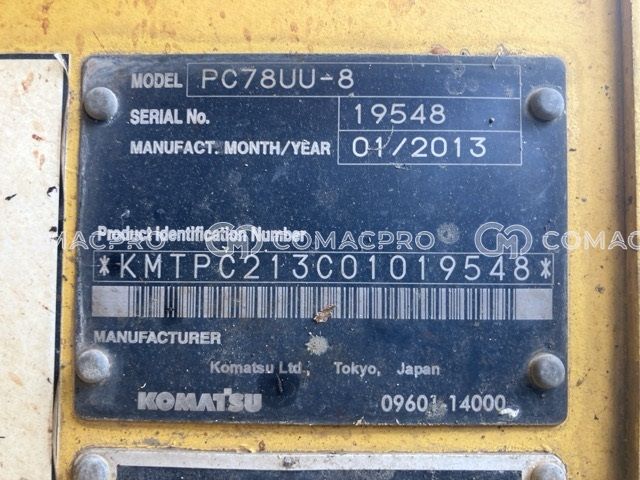 MODEL PC78UU-8
SERIAL No. 19548
MANUFACT. MONTH/YEAR 01/2013
Product Identification Number
COMACPRO COMACPRO COMACPRO
*KMTPC213C01019548*
MANUFACTURER
Komatsu Ltd., Tokyo, Japan
KOMATSU 09601 14000